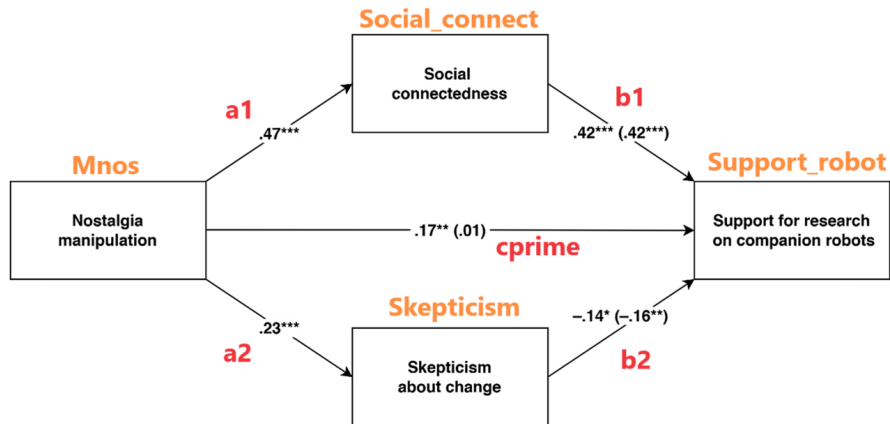 Social_connect
Social
connectedness
a1
b1
.47***
.42*** (.42***)
Mnos
Support_robot
Nostalgia
manipulation
.17** (.01)
cprime
Support for research
on companion robots
Skepticism
.23***
–.14* (–.16**)
a2
b2
Skepticism
about change